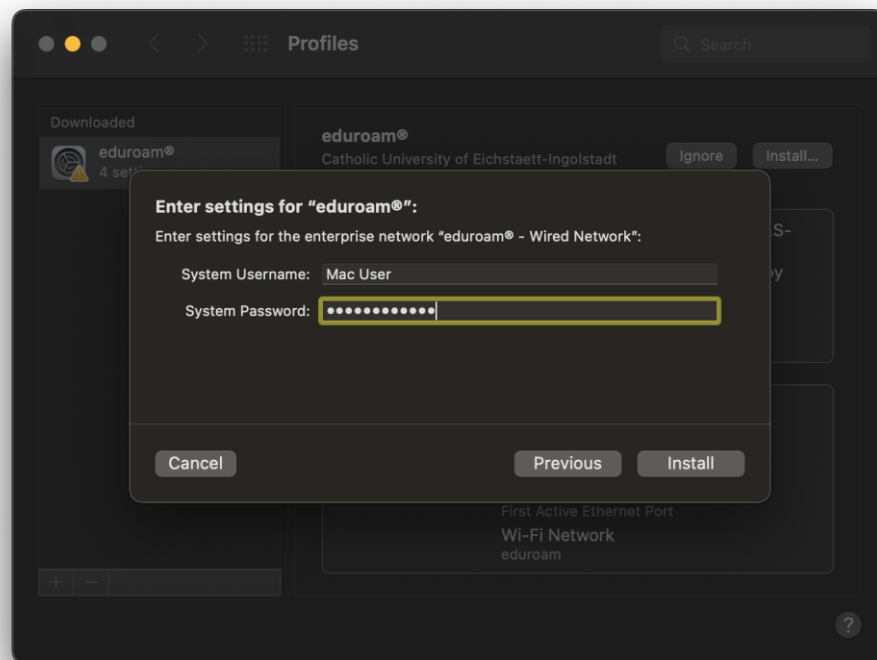 Profiles
Search
Downloaded
eduroam®
4 sett
eduroam®
Catholic University of Eichstaett-Ingolstadt
Ignore
Install...
Enter settings for “eduroam®”:
Enter settings for the enterprise network “eduroam® - Wired Network”:
System Username: Mac User
System Password: ••••••••••••
Cancel
Previous
Install
S-
First Active Ethernet Port
Wi-Fi Network
eduroam
?